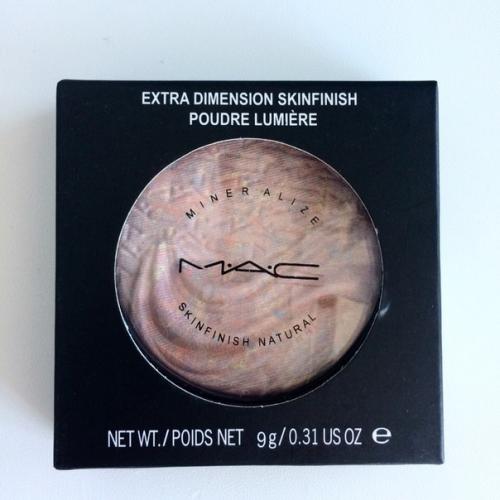 EXTRA DIMENSION SKINFINISH
POUDRE LUMIÈRE
MINERALIZE
M·A·C
SKINFINISH NATURAL
NET WT./POIDS NET 9g/0.31 US OZ ℮